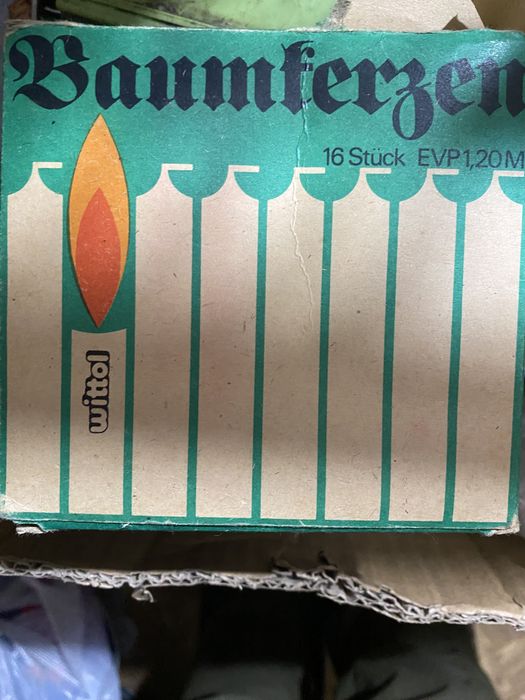 Baumkerzen
16 Stück EVP 1,20 M
wittol